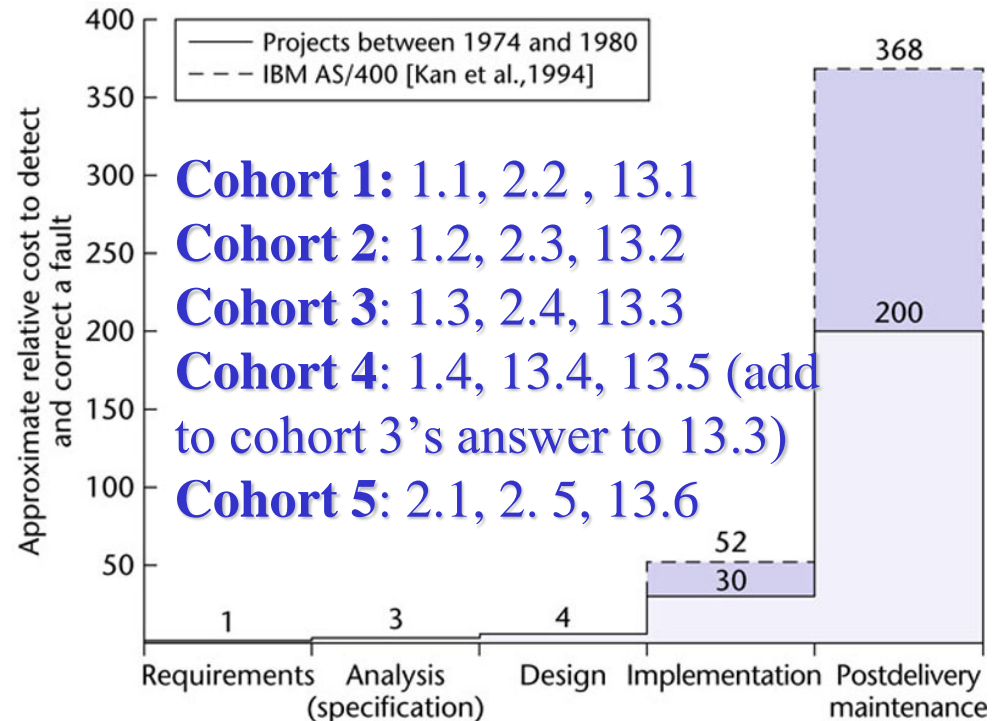 400
350
300
250
200
150
100
50
Approximate relative cost to detect
and correct a fault
Projects between 1974 and 1980
IBM AS/400 [Kan et al.,1994]
368
200
Cohort 1: 1.1, 2.2 , 13.1
Cohort 2: 1.2, 2.3, 13.2
Cohort 3: 1.3, 2.4, 13.3
Cohort 4: 1.4, 13.4, 13.5 (add
to cohort 3’s answer to 13.3)
Cohort 5: 2.1, 2. 5, 13.6
52
30
1
3
4
Requirements
Analysis
(specification)
Design
Implementation
Postdelivery
maintenance